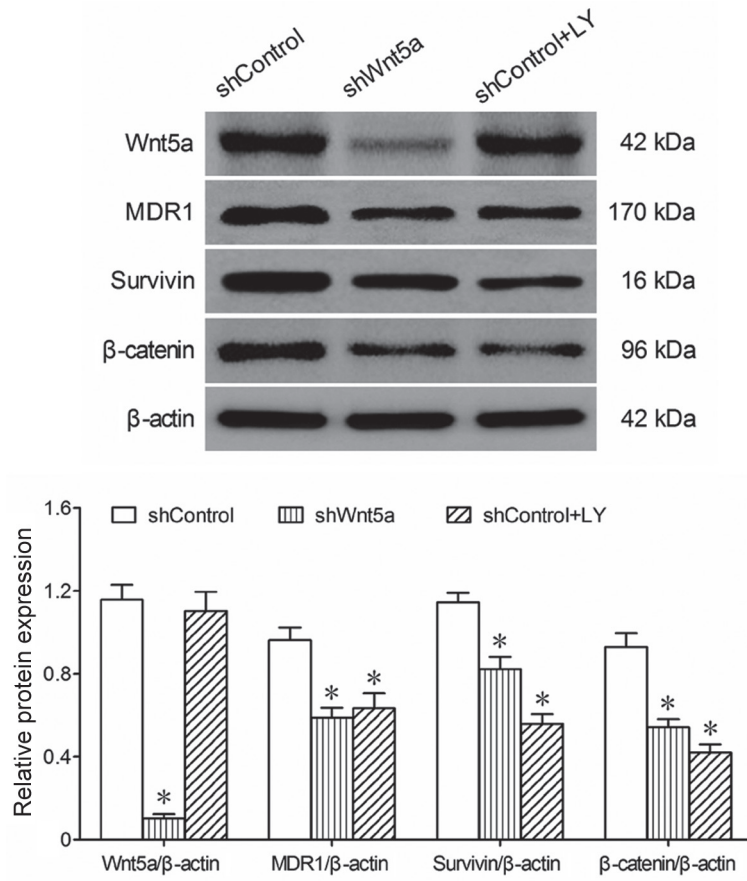 shControl shWnt5a shControl+LY
Wnt5a 42 kDa
MDR1 170 kDa
Survivin 16 kDa
β-catenin 96 kDa
β-actin 42 kDa
1.6
shControl shWnt5a shControl+LY
1.2
0.8
0.4
0
Relative protein expression
* * * * * * *
Wnt5a/β-actin MDR1/β-actin Survivin/β-actin β-catenin/β-actin